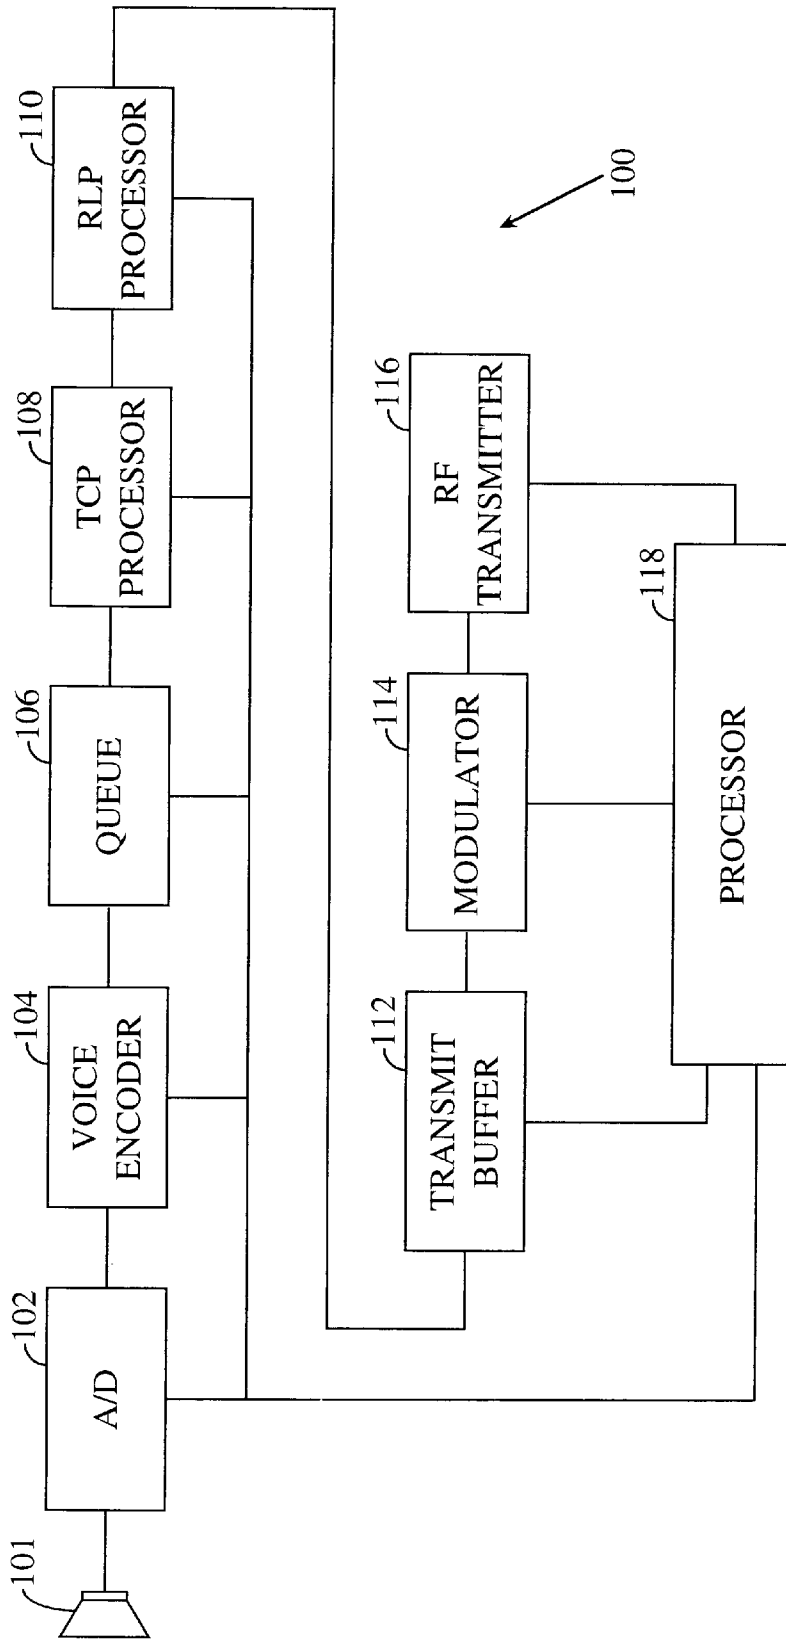 101
102
A/D
104
VOICE
ENCODER
106
QUEUE
108
TCP
PROCESSOR
110
RLP
PROCESSOR
112
TRANSMIT
BUFFER
114
MODULATOR
116
RF
TRANSMITTER
100
118
PROCESSOR